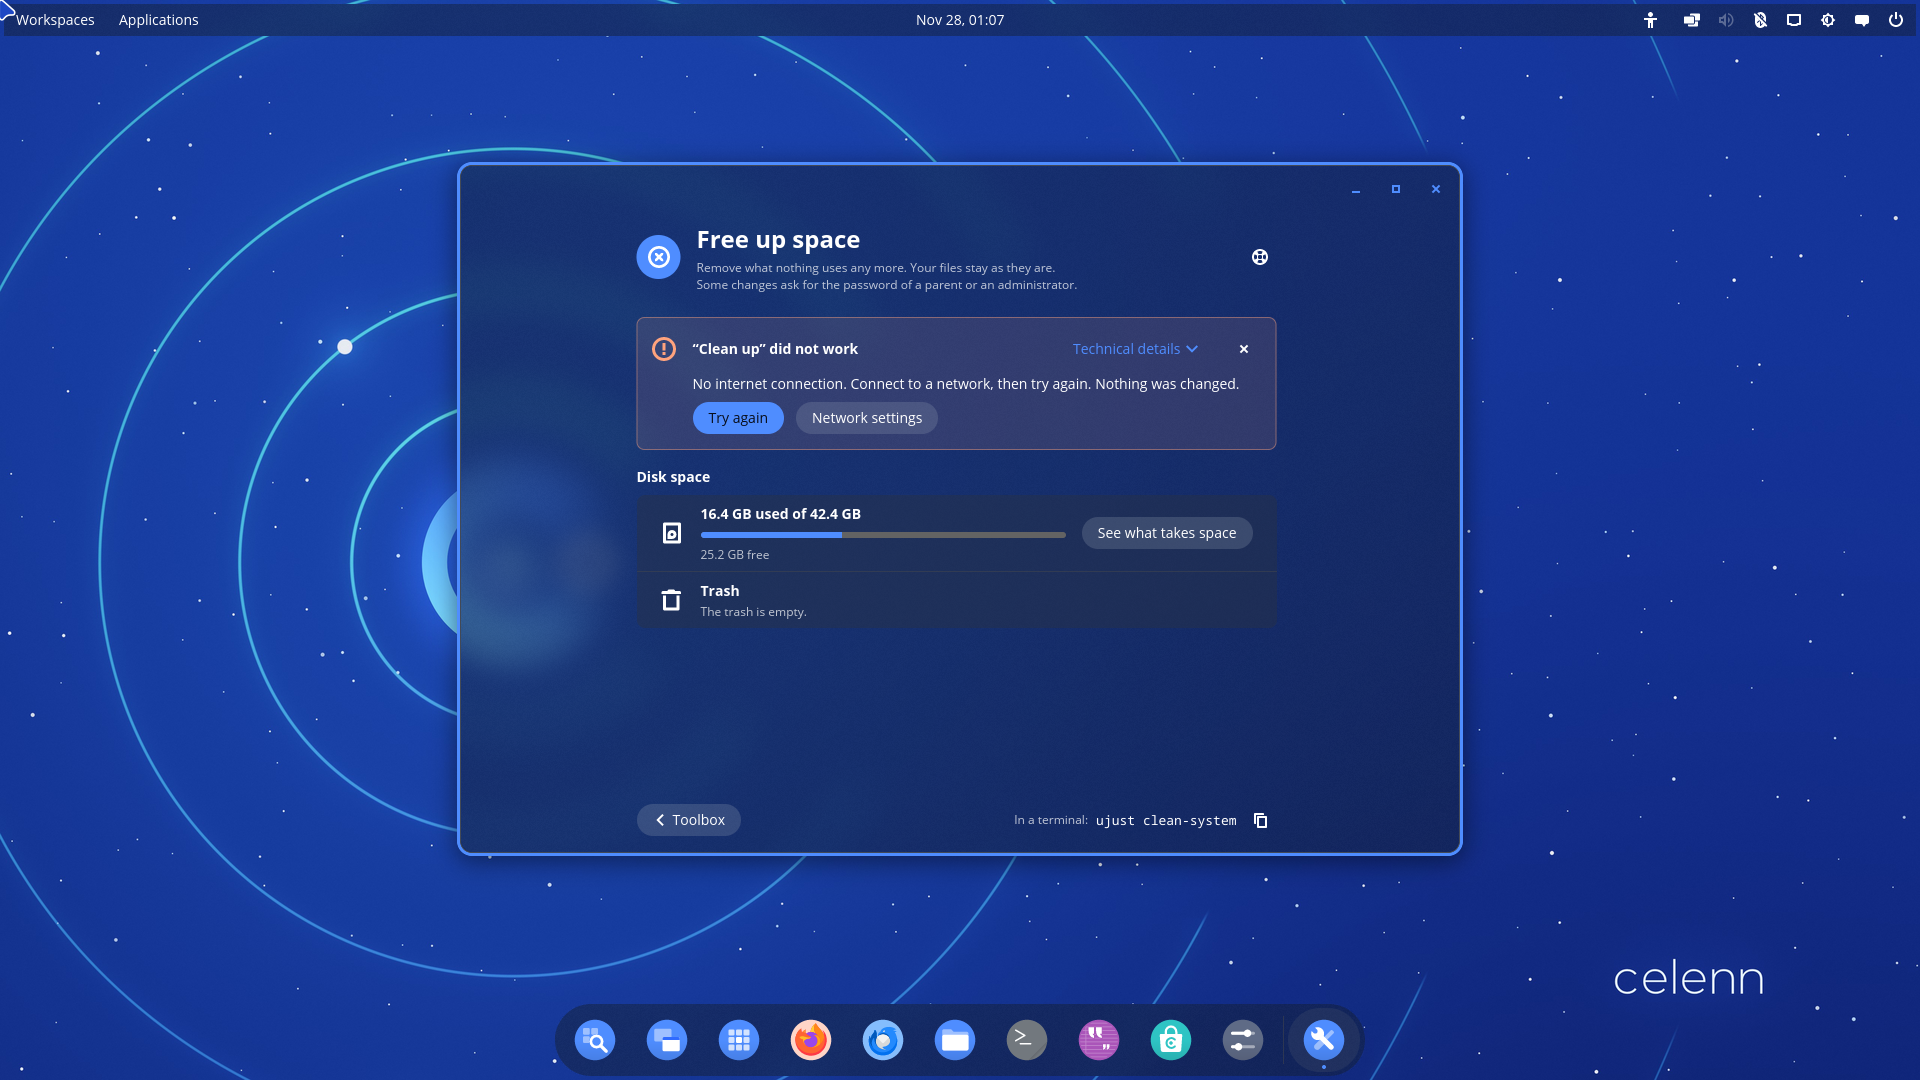 Workspaces
Applications
Nov 28, 01:07
Free up space
Remove what nothing uses any more. Your files stay as they are.
Some changes ask for the password of a parent or an administrator.
“Clean up” did not work
Technical details
No internet connection. Connect to a network, then try again. Nothing was changed.
Try again
Network settings
Disk space
16.4 GB used of 42.4 GB
25.2 GB free
See what takes space
Trash
The trash is empty.
Toolbox
In a terminal: ujust clean-system
celenn